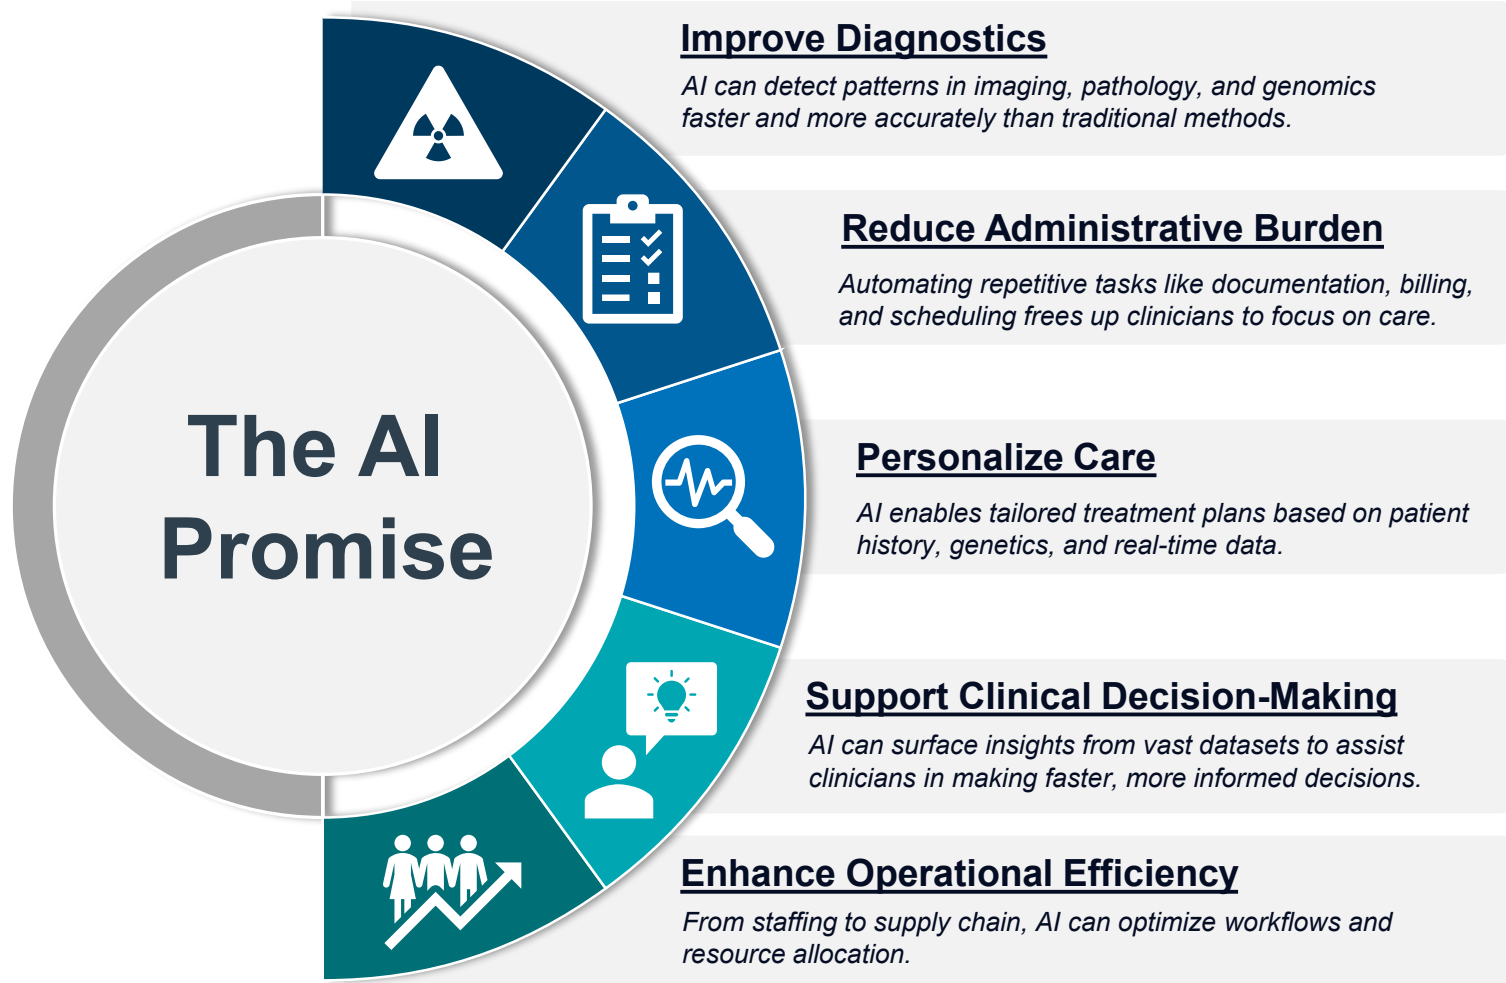 The AI
Promise
Improve Diagnostics
AI can detect patterns in imaging, pathology, and genomics
faster and more accurately than traditional methods.
Reduce Administrative Burden
Automating repetitive tasks like documentation, billing,
and scheduling frees up clinicians to focus on care.
Personalize Care
AI enables tailored treatment plans based on patient
history, genetics, and real-time data.
Support Clinical Decision-Making
AI can surface insights from vast datasets to assist
clinicians in making faster, more informed decisions.
Enhance Operational Efficiency
From staffing to supply chain, AI can optimize workflows and
resource allocation.